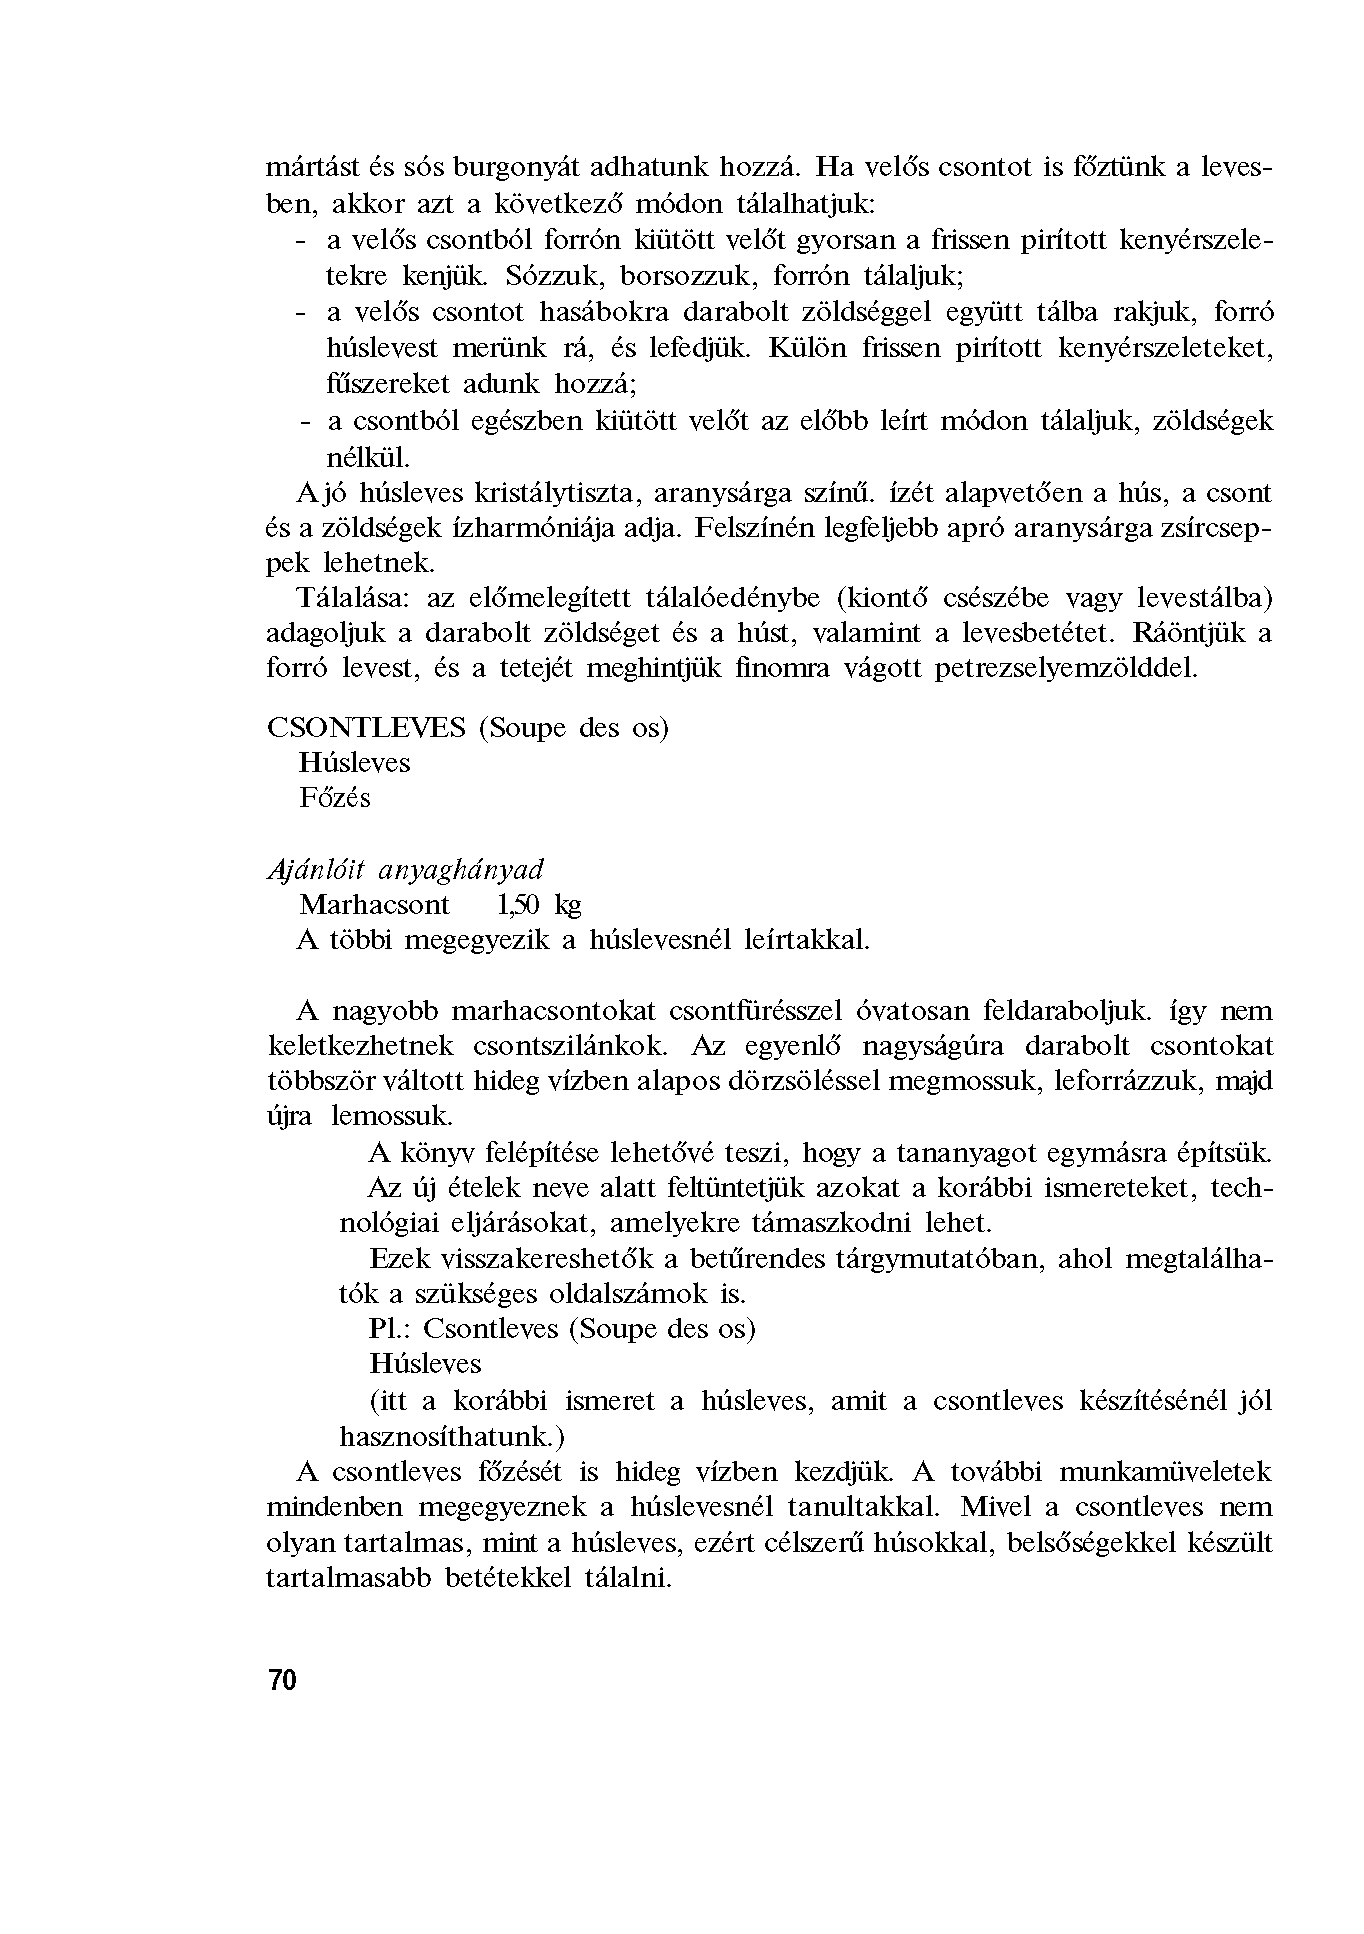 mártást és sós burgonyát adhatunk hozzá. Ha velős csontot is főztünk a leves-
ben, akkor azt a következő módon tálalhatjuk:
- a velős csontból forrón kiütött velőt gyorsan a frissen pirított kenyérszele-
tekre kenjük. Sózzuk, borsozzuk, forrón tálaljuk;
- a velős csontot hasábokra darabolt zöldséggel együtt tálba rakjuk, forró
húslevest merünk rá, és lefedjük. Külön frissen pirított kenyérszeleteket,
fűszereket adunk hozzá;
- a csontból egészben kiütött velőt az előbb leírt módon tálaljuk, zöldségek
nélkül.
A jó húsleves kristálytiszta, aranysárga színű. ízét alapvetően a hús, a csont
és a zöldségek ízharmóniája adja. Felszínén legfeljebb apró aranysárga zsírcsep-
pek lehetnek.
Tálalása: az előmelegített tálalóedénybe (kiontő csészébe vagy levestálba)
adagoljuk a darabolt zöldséget és a húst, valamint a levesbetétet. Ráöntjük a
forró levest, és a tetejét meghintjük finomra vágott petrezselyemzölddel.
CSONTLEVES (Soupe des os)
Húsleves
Főzés
Ajánlóit anyaghányad
Marhacsont 1,50 kg
A többi megegyezik a húslevesnél leírtakkal.
A nagyobb marhacsontokat csontfürésszel óvatosan feldaraboljuk. így nem
keletkezhetnek csontszilánkok. Az egyenlő nagyságúra darabolt csontokat
többször váltott hideg vízben alapos dörzsöléssel megmossuk, leforrázzuk, majd
újra lemossuk.
A könyv felépítése lehetővé teszi, hogy a tananyagot egymásra építsük.
Az új ételek neve alatt feltüntetjük azokat a korábbi ismereteket, tech-
nológiai eljárásokat, amelyekre támaszkodni lehet.
Ezek visszakereshetők a betűrendes tárgymutatóban, ahol megtalálha-
tók a szükséges oldalszámok is.
Pl.: Csontleves (Soupe des os)
Húsleves
(itt a korábbi ismeret a húsleves, amit a csontleves készítésénél jól
hasznosíthatunk.)
A csontleves főzését is hideg vízben kezdjük. A további munkamüveletek
mindenben megegyeznek a húslevesnél tanultakkal. Mivel a csontleves nem
olyan tartalmas, mint a húsleves, ezért célszerű húsokkal, belsőségekkel készült
tartalmasabb betétekkel tálalni.
70